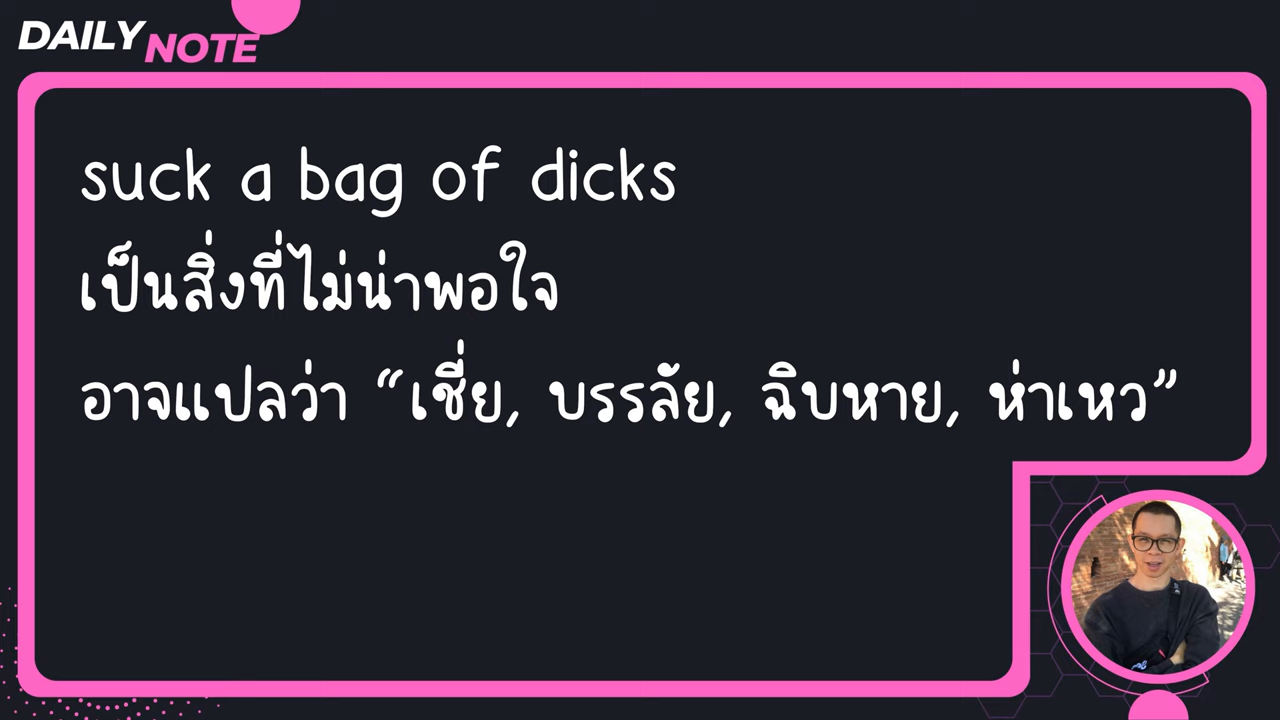 DAILY NOTE
suck a bag of dicks
เป็นสิ่งที่ไม่น่าพอใจ
อาจแปลว่า “เชี่ย, บรรลัย, ฉิบหาย, ห่าเหว”